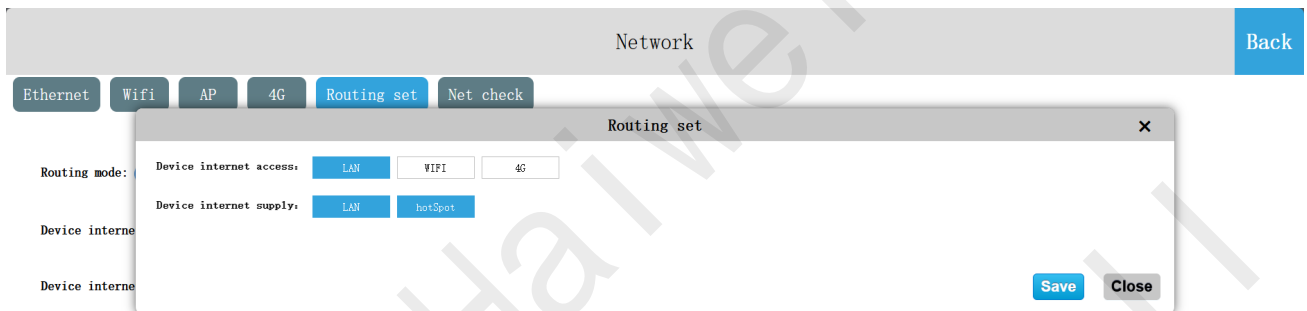 Network
Back
Ethernet Wifi AP 4G Routing set Net check
Routing set ×
Routing mode:
Device internet access: LAN WIFI 4G
Device internet supply: LAN hotSpot
Device interne
Device interne
Save Close
Haiwell